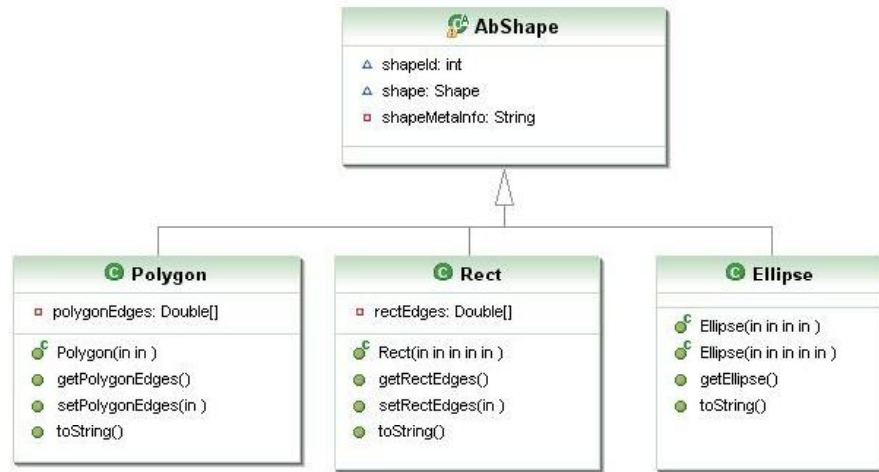 AbShape
shapeId: int
shape: Shape
shapeMetaInfo: String
Polygon
polygonEdges: Double[]
Polygon(in in )
getPolygonEdges()
setPolygonEdges(in )
toString()
Rect
rectEdges: Double[]
Rect(in in in in in )
getRectEdges()
setRectEdges(in )
toString()
Ellipse
Ellipse(in in in in )
Ellipse(in in in in in )
getEllipse()
toString()